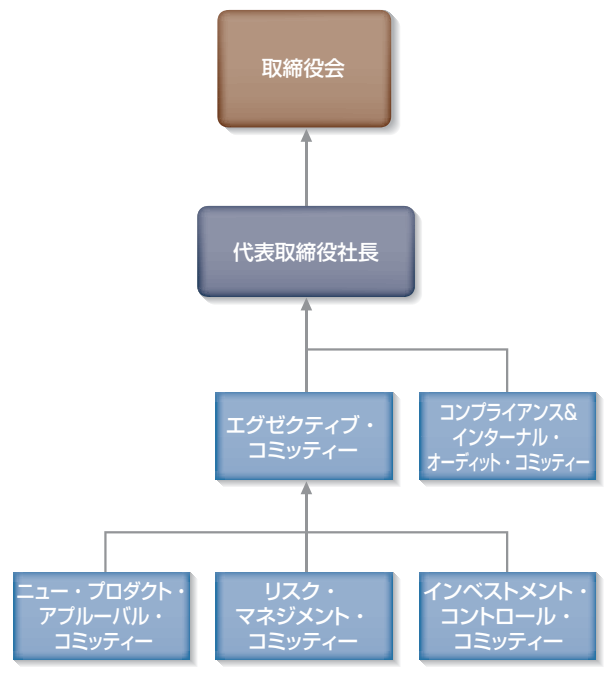 取締役会
代表取締役社長
エグゼクティブ・
コミッティー
コンプライアンス&
インターナル・
オーディット・コミッティー
ニュー・プロダクト・
アプルーバル・
コミッティー
リスク・
マネジメント・
コミッティー
インベストメント・
コントロール・
コミッティー